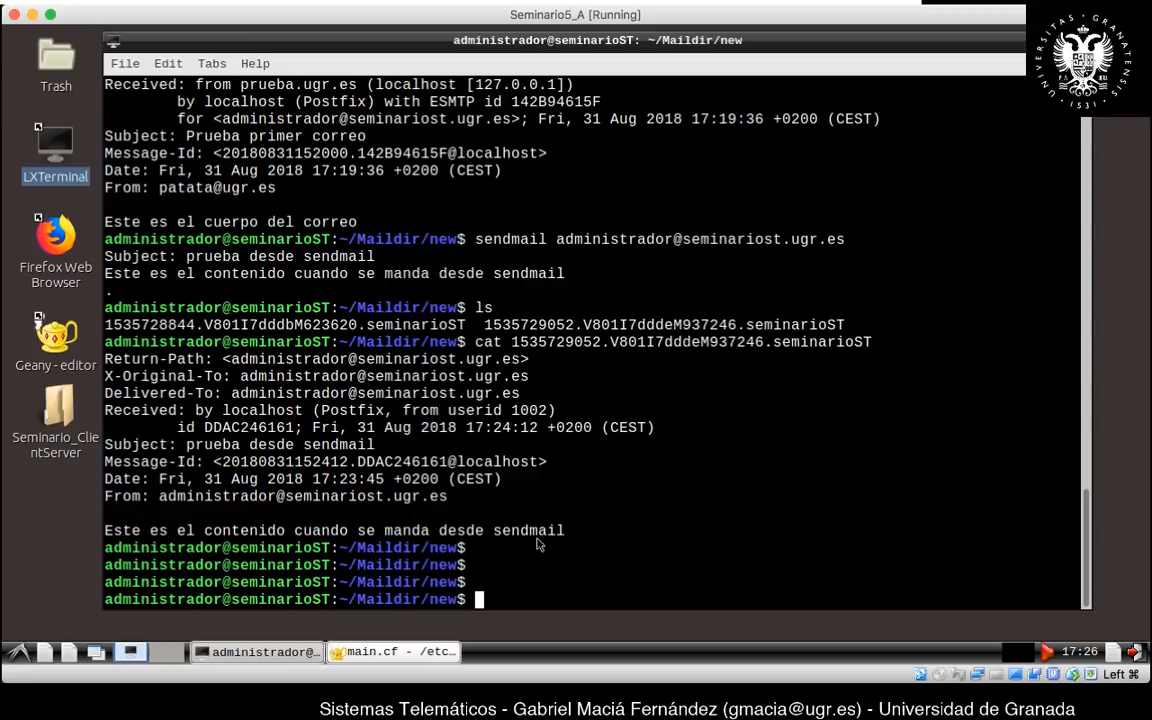 Seminario5_A [Running]
administrador@seminarioST: ~/Maildir/new
File Edit Tabs Help
Received: from prueba.ugr.es (localhost [127.0.0.1])
by localhost (Postfix) with ESMTP id 142B94615F
for <administrador@seminariost.ugr.es>; Fri, 31 Aug 2018 17:19:36 +0200 (CEST)
Subject: Prueba primer correo
Message-Id: <20180831152000.142B94615F@localhost>
Date: Fri, 31 Aug 2018 17:19:36 +0200 (CEST)
From: patata@ugr.es
Este es el cuerpo del correo
administrador@seminarioST:~/Maildir/new$ sendmail administrador@seminariost.ugr.es
Subject: prueba desde sendmail
Este es el contenido cuando se manda desde sendmail
.
administrador@seminarioST:~/Maildir/new$ ls
1535728844.V801I7dddbM623620.seminarioST 1535729052.V801I7dddeM937246.seminarioST
administrador@seminarioST:~/Maildir/new$ cat 1535729052.V801I7dddeM937246.seminarioST
Return-Path: <administrador@seminariost.ugr.es>
X-Original-To: administrador@seminariost.ugr.es
Delivered-To: administrador@seminariost.ugr.es
Received: by localhost (Postfix, from userid 1002)
id DDAC246161; Fri, 31 Aug 2018 17:24:12 +0200 (CEST)
Subject: prueba desde sendmail
Message-Id: <20180831152412.DDAC246161@localhost>
Date: Fri, 31 Aug 2018 17:23:45 +0200 (CEST)
From: administrador@seminariost.ugr.es
Este es el contenido cuando se manda desde sendmail
administrador@seminarioST:~/Maildir/new$
administrador@seminarioST:~/Maildir/new$
administrador@seminarioST:~/Maildir/new$
administrador@seminarioST:~/Maildir/new$
Trash
LXTerminal
Firefox Web
Browser
Geany - editor
Seminario_Clie
ntServer
UNIVERSITAS GRANATENSIS
1531
administrador@...
main.cf - /etc...
17:26
Left ⌘
Sistemas Telemáticos - Gabriel Maciá Fernández (gmacia@ugr.es) - Universidad de Granada